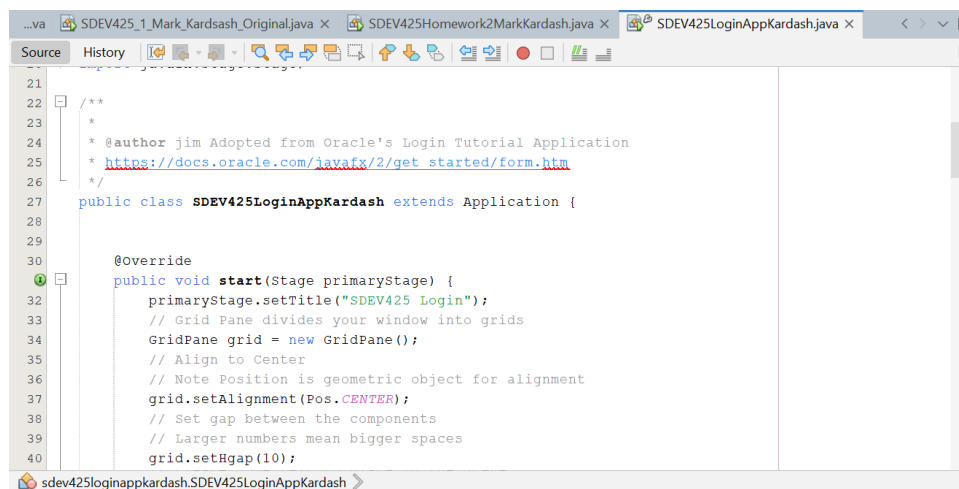 ...va SDEV425_1_Mark_Kardsash_Original.java SDEV425Homework2MarkKardash.java SDEV425LoginAppKardash.java
Source History
21
22 /**
23 *
24 * @author jim Adopted from Oracle's Login Tutorial Application
25 * https://docs.oracle.com/javafx/2/get_started/form.htm
26 */
27 public class SDEV425LoginAppKardash extends Application {
28
29
30 @Override
public void start(Stage primaryStage) {
32 primaryStage.setTitle("SDEV425 Login");
33 // Grid Pane divides your window into grids
34 GridPane grid = new GridPane();
35 // Align to Center
36 // Note Position is geometric object for alignment
37 grid.setAlignment(Pos.CENTER);
38 // Set gap between the components
39 // Larger numbers mean bigger spaces
40 grid.setHgap(10);
sdev425loginappkardash.SDEV425LoginAppKardash